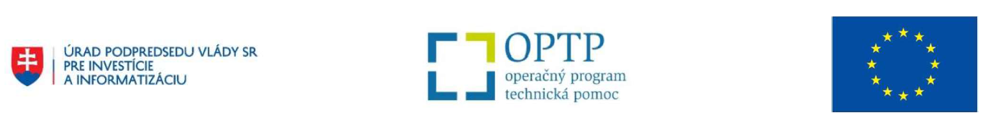 ÚRAD PODPREDSEDU VLÁDY SR
PRE INVESTÍCIE
A INFORMATIZÁCIU
OPTP
operačný program
technická pomoc